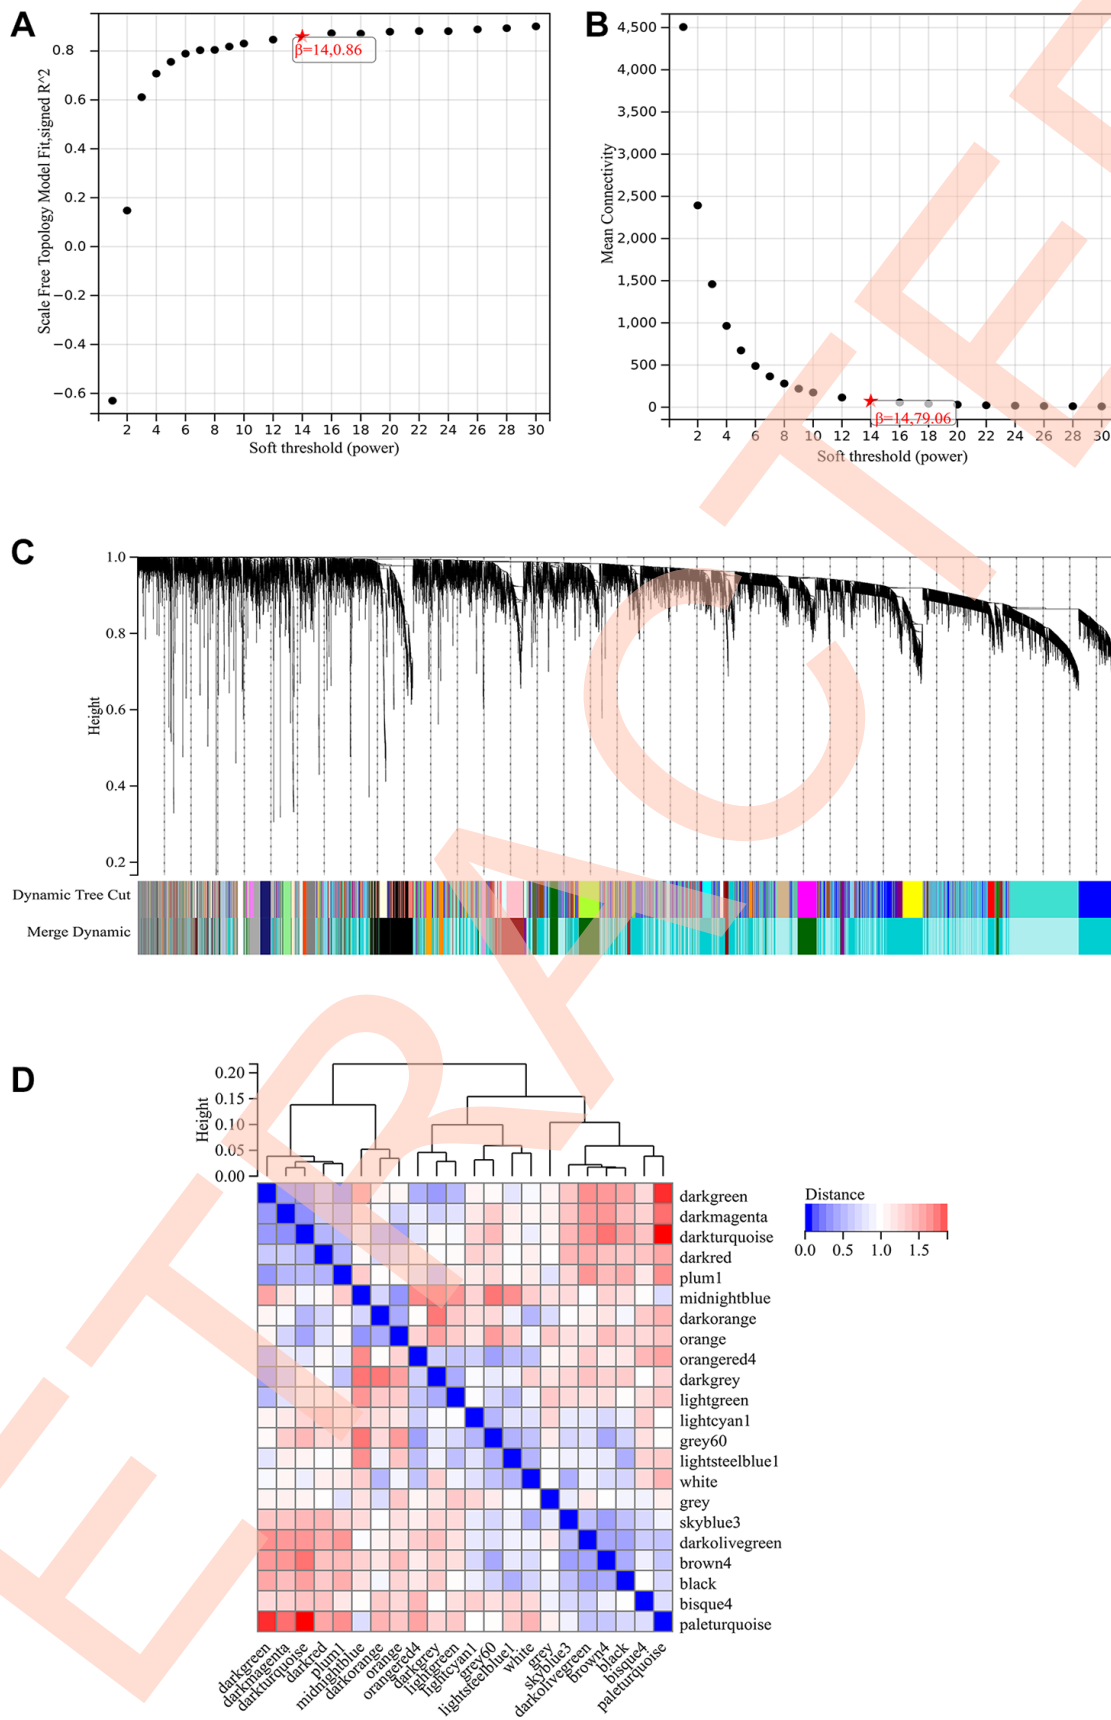 A
Scale Free Topology Model Fit,signed R^2
0.8
0.6
0.4
0.2
0.0
−0.2
−0.4
−0.6
β=14,0.86
2 4 6 8 10 12 14 16 18 20 22 24 26 28 30
Soft threshold (power)
B
Mean Connectivity
4,500
4,000
3,500
3,000
2,500
2,000
1,500
1,000
500
0
β=14,79.06
2 4 6 8 10 12 14 16 18 20 22 24 26 28 30
Soft threshold (power)
C
Height
1.0
0.8
0.6
0.4
0.2
Dynamic Tree Cut
Merge Dynamic
D
Height
0.20
0.15
0.10
0.05
0.00
darkgreen
darkmagenta
darkturquoise
darkred
plum1
midnightblue
darkorange
orange
orangered4
darkgrey
lightgreen
lightcyan1
grey60
lightsteelblue1
white
grey
skyblue3
darkolivegreen
brown4
black
bisque4
paleturquoise
Distance
0.0 0.5 1.0 1.5
darkgreen
darkmagenta
darkturquoise
darkred
plum1
midnightblue
darkorange
orange
orangered4
darkgrey
lightgreen
lightcyan1
grey60
lightsteelblue1
white
grey
skyblue3
darkolivegreen
brown4
black
bisque4
paleturquoise
ETRACTE